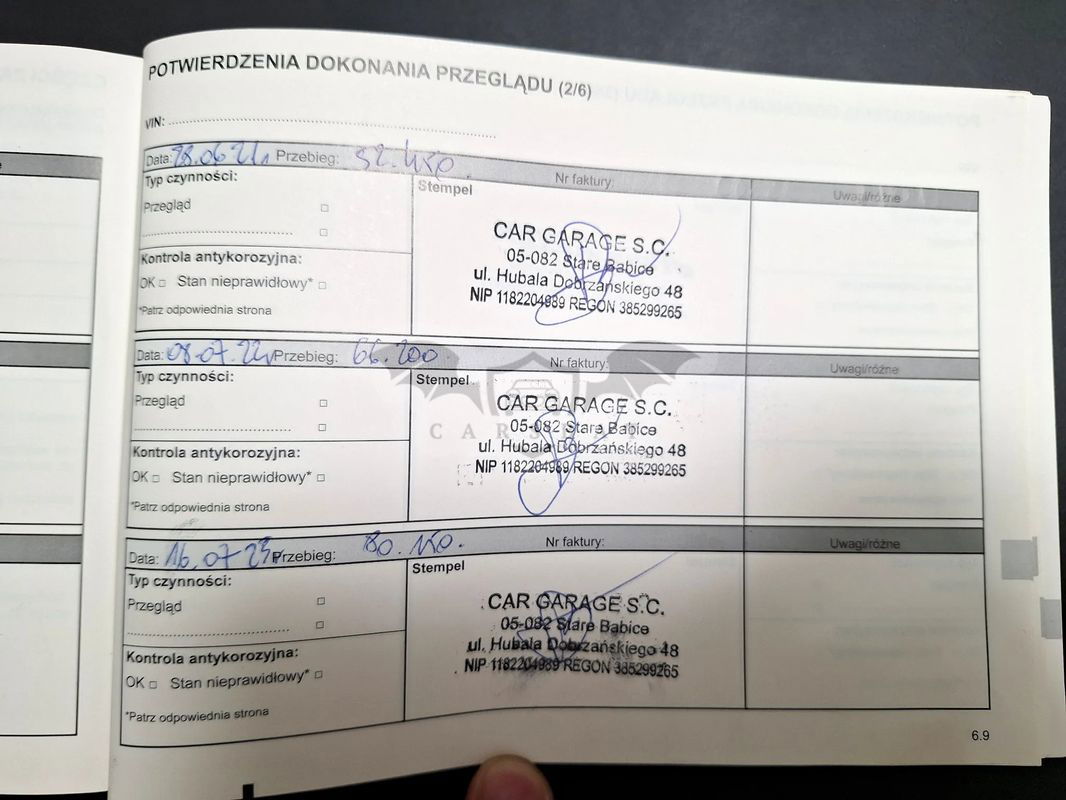 POTWIERDZENIA DOKONANIA PRZEGLĄDU (2/6)
VIN:
Data: 28.06.21r Przebieg: 52.450. Nr faktury: Uwagi/różne
Typ czynności: Stempel
Przegląd
CAR GARAGE S.C.
05-082 Stare Babice
ul. Hubala Dobrzańskiego 48
NIP 1182204989 REGON 385299265
Kontrola antykorozyjna:
OK □ Stan nieprawidłowy* □
*Patrz odpowiednia strona
Data: 08.07.22r Przebieg: 66.200 Nr faktury: Uwagi/różne
Typ czynności: Stempel
Przegląd
CAR GARAGE S.C.
05-082 Stare Babice
ul. Hubala Dobrzańskiego 48
NIP 1182204989 REGON 385299265
Kontrola antykorozyjna:
OK □ Stan nieprawidłowy* □
*Patrz odpowiednia strona
Data: 16.07.23r Przebieg: 80.150. Nr faktury: Uwagi/różne
Typ czynności: Stempel
Przegląd
CAR GARAGE S.C.
05-082 Stare Babice
ul. Hubala Dobrzańskiego 48
NIP 1182204989 REGON 385299265
Kontrola antykorozyjna:
OK □ Stan nieprawidłowy* □
*Patrz odpowiednia strona
6.9